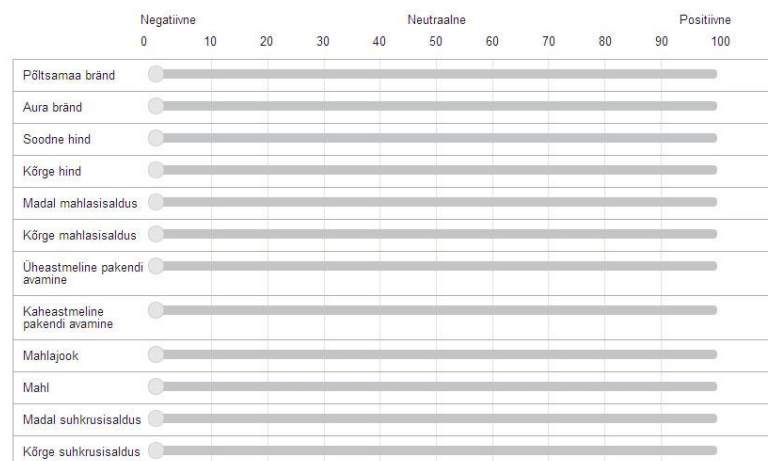 Negatiivne Neutraalne Positiivne
0 10 20 30 40 50 60 70 80 90 100
Põltsamaa bränd
Aura bränd
Soodne hind
Kõrge hind
Madal mahlasisaldus
Kõrge mahlasisaldus
Üheastmeline pakendi
avamine
Kaheastmeline
pakendi avamine
Mahlajook
Mahl
Madal suhkrusisaldus
Kõrge suhkrusisaldus